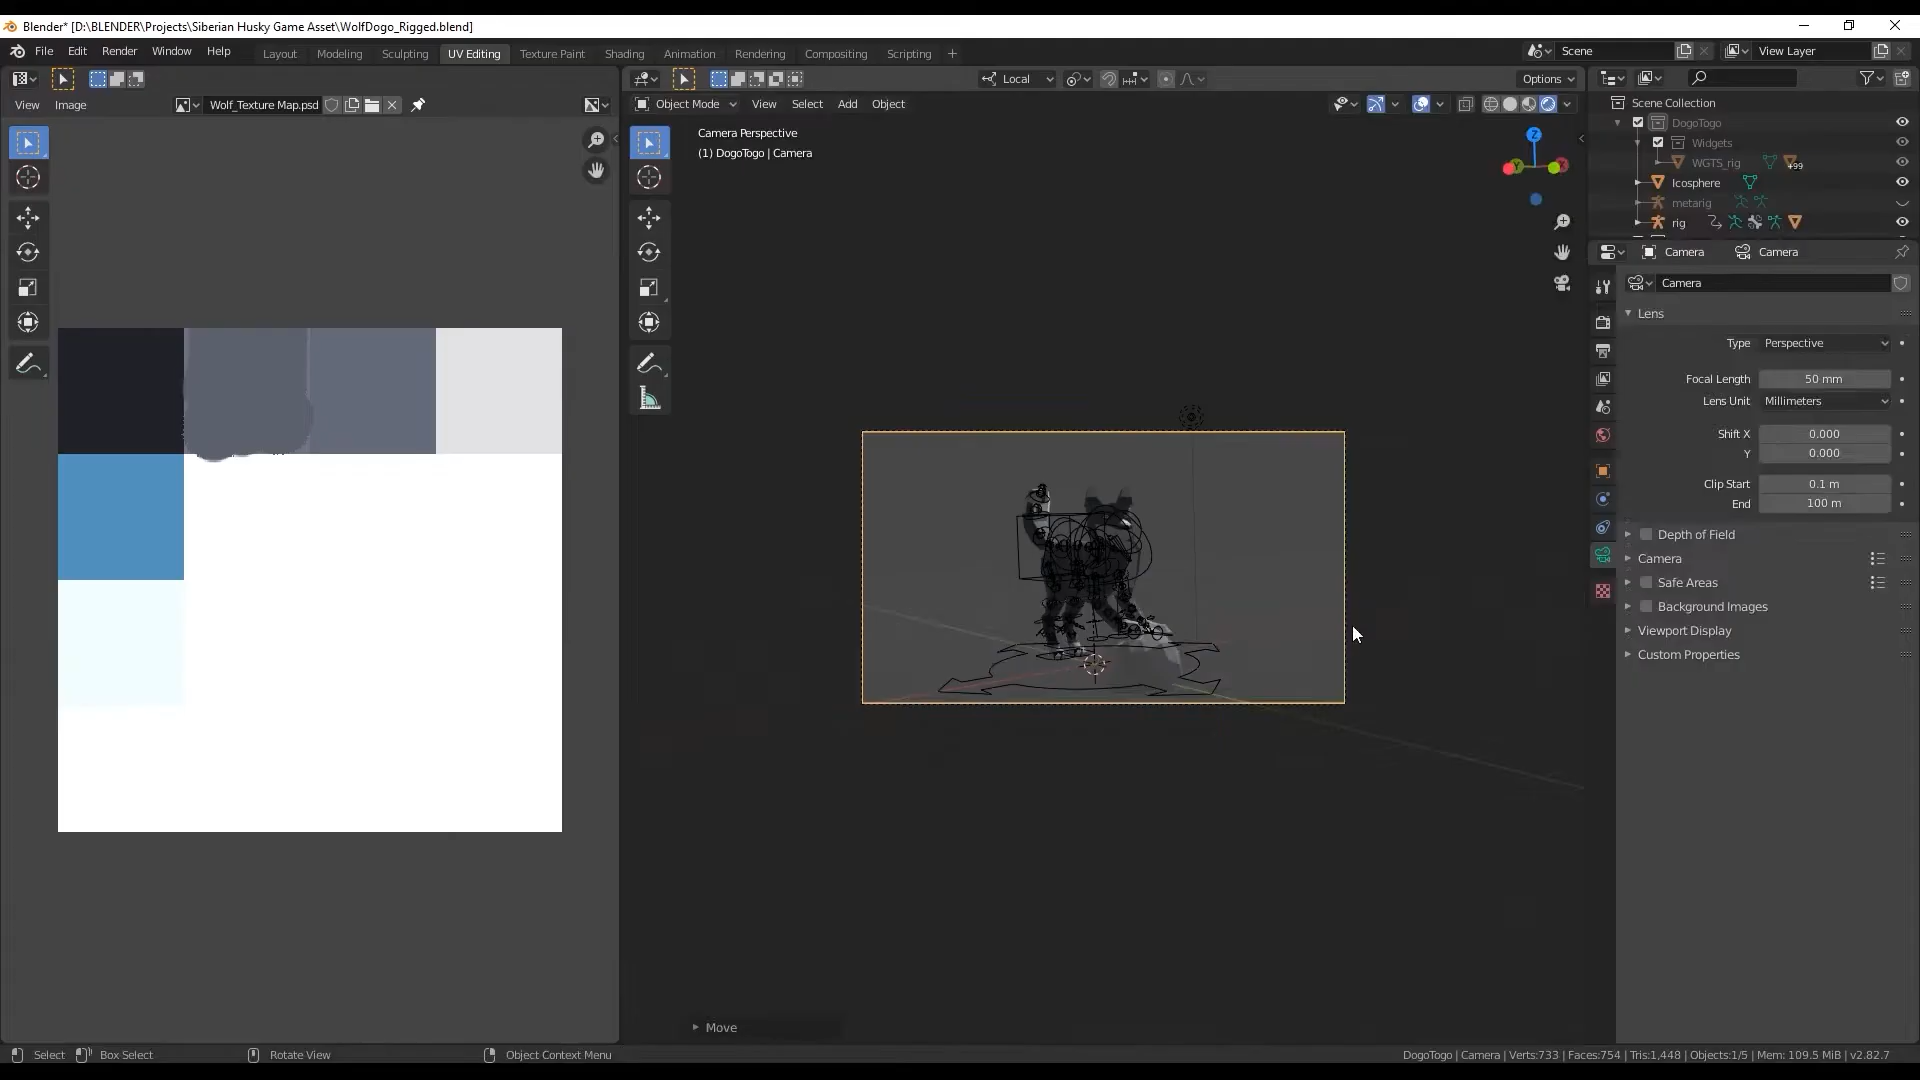 Blender* [D:\BLENDER\Projects\Siberian Husky Game Asset\WolfDogo_Rigged.blend]
File Edit Render Window Help Layout Modeling Sculpting UV Editing Texture Paint Shading Animation Rendering Compositing Scripting + Scene View Layer
Local Options
View Image Wolf_Texture Map.psd Object Mode View Select Add Object
Scene Collection
DogoTogo
Widgets
WGTS_rig +99
Icosphere
metarig
rig
Camera Perspective
(1) DogoTogo | Camera
Z
Camera Camera
Camera
Lens
Type Perspective
Focal Length 50 mm
Lens Unit Millimeters
Shift X 0.000
Y 0.000
Clip Start 0.1 m
End 100 m
Depth of Field
Camera
Safe Areas
Background Images
Viewport Display
Custom Properties
Move
Select Box Select Rotate View Object Context Menu DogoTogo | Camera | Verts:733 | Faces:754 | Tris:1,448 | Objects:1/5 | Mem: 109.5 MiB | v2.82.7